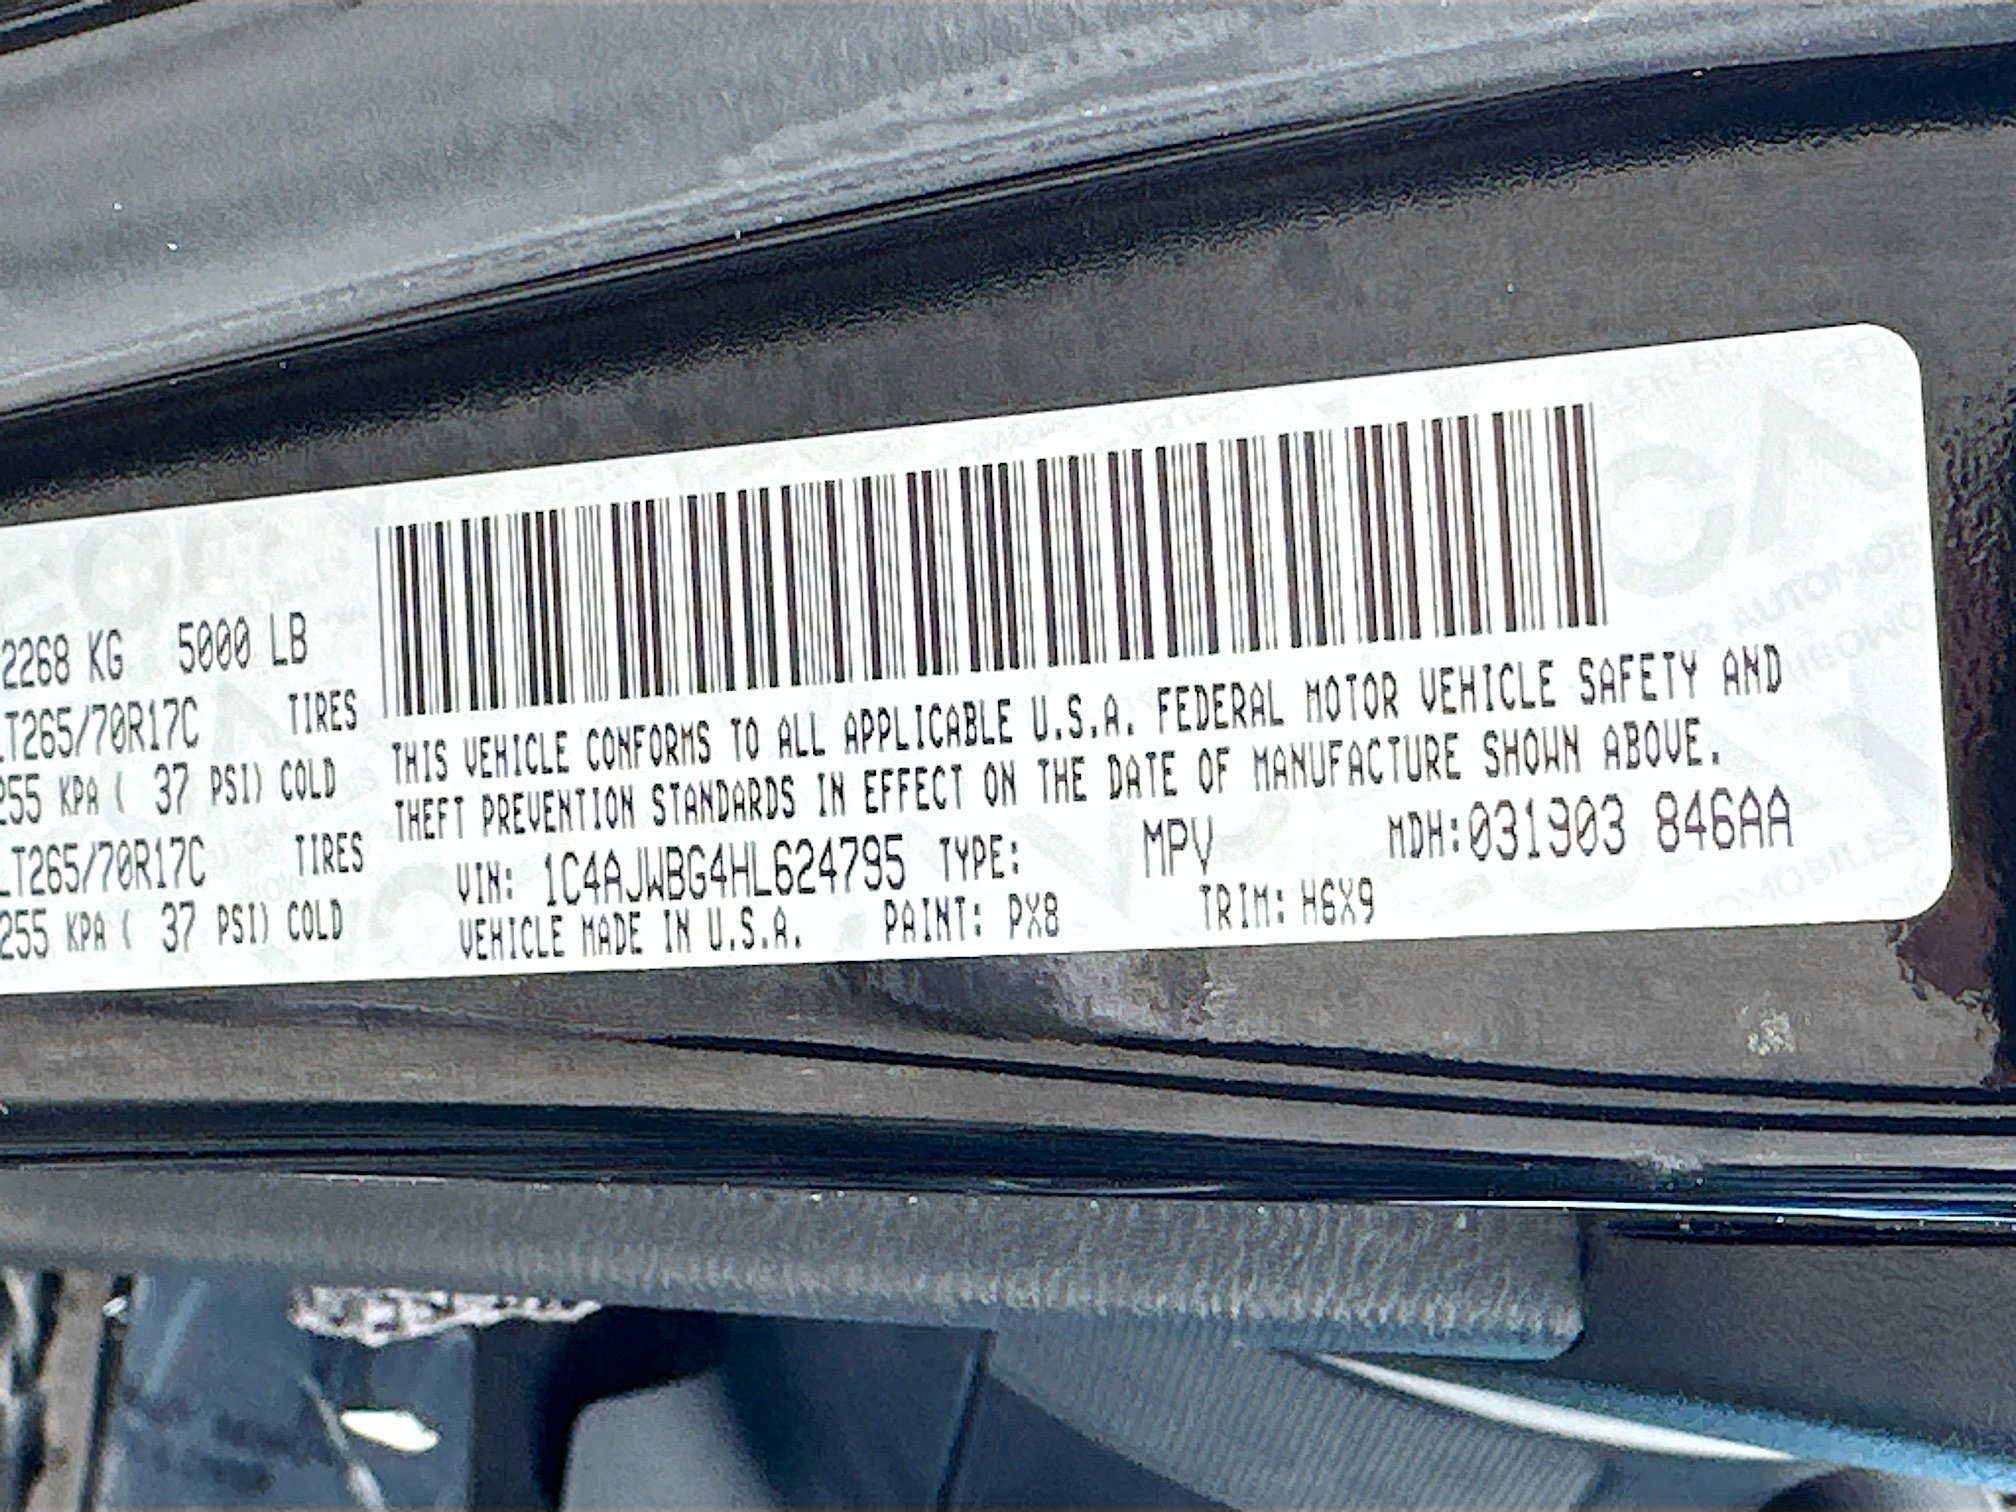 2268 KG 5000 LB
LT265/70R17C TIRES
255 KPA ( 37 PSI) COLD
LT265/70R17C TIRES
255 KPA ( 37 PSI) COLD
THIS VEHICLE CONFORMS TO ALL APPLICABLE U.S.A. FEDERAL MOTOR VEHICLE SAFETY AND
THEFT PREVENTION STANDARDS IN EFFECT ON THE DATE OF MANUFACTURE SHOWN ABOVE.
VIN: 1C4AJWBG4HL624795 TYPE: MPV MDH:031903 846AA
VEHICLE MADE IN U.S.A. PAINT: PX8 TRIM: H6X9